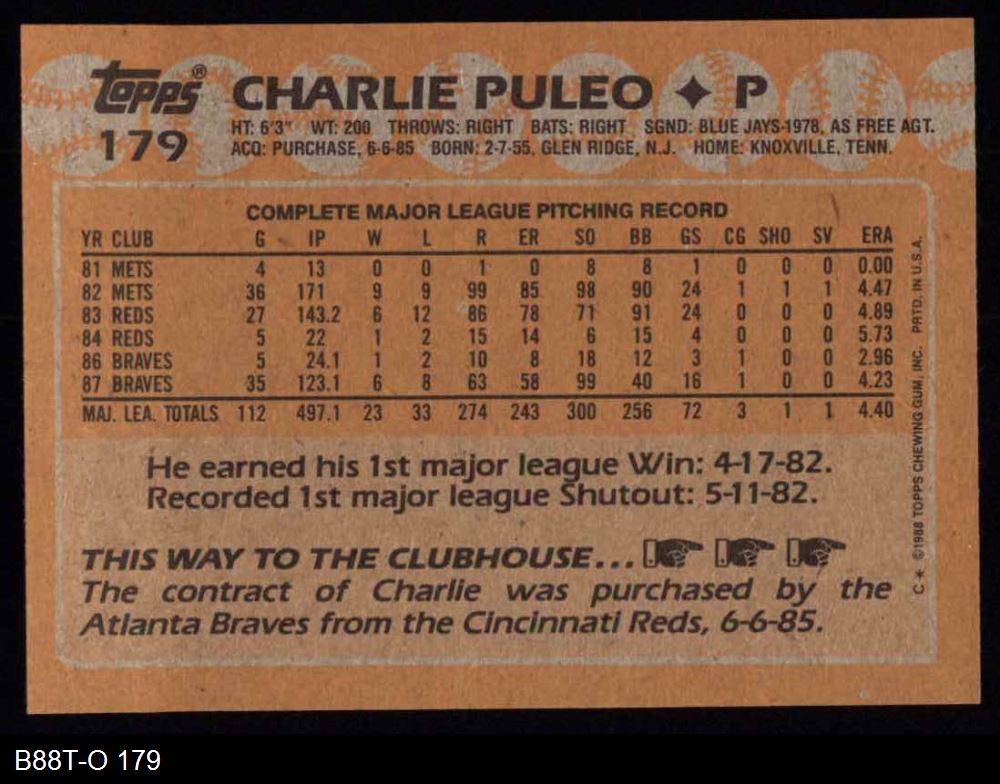 topps® CHARLIE PULEO ✦ P
179
HT: 6'3" WT: 200 THROWS: RIGHT BATS: RIGHT SGND: BLUE JAYS-1978, AS FREE AGT.
ACQ: PURCHASE, 6-6-85 BORN: 2-7-55, GLEN RIDGE, N.J. HOME: KNOXVILLE, TENN.
COMPLETE MAJOR LEAGUE PITCHING RECORD
YR CLUB G IP W L R ER SO BB GS CG SHO SV ERA
81 METS 4 13 0 0 1 0 8 8 1 0 0 0 0.00
82 METS 36 171 9 9 99 85 98 90 24 1 1 1 4.47
83 REDS 27 143.2 6 12 86 78 71 91 24 0 0 0 4.89
84 REDS 5 22 1 2 15 14 6 15 4 0 0 0 5.73
86 BRAVES 5 24.1 1 2 10 8 18 12 3 1 0 0 2.96
87 BRAVES 35 123.1 6 8 63 58 99 40 16 1 0 0 4.23
MAJ. LEA. TOTALS 112 497.1 23 33 274 243 300 256 72 3 1 1 4.40
He earned his 1st major league Win: 4-17-82.
Recorded 1st major league Shutout: 5-11-82.
THIS WAY TO THE CLUBHOUSE...
The contract of Charlie was purchased by the
Atlanta Braves from the Cincinnati Reds, 6-6-85.
C* ©1988 TOPPS CHEWING GUM, INC. PRTD. IN U.S.A.
B88T-O 179